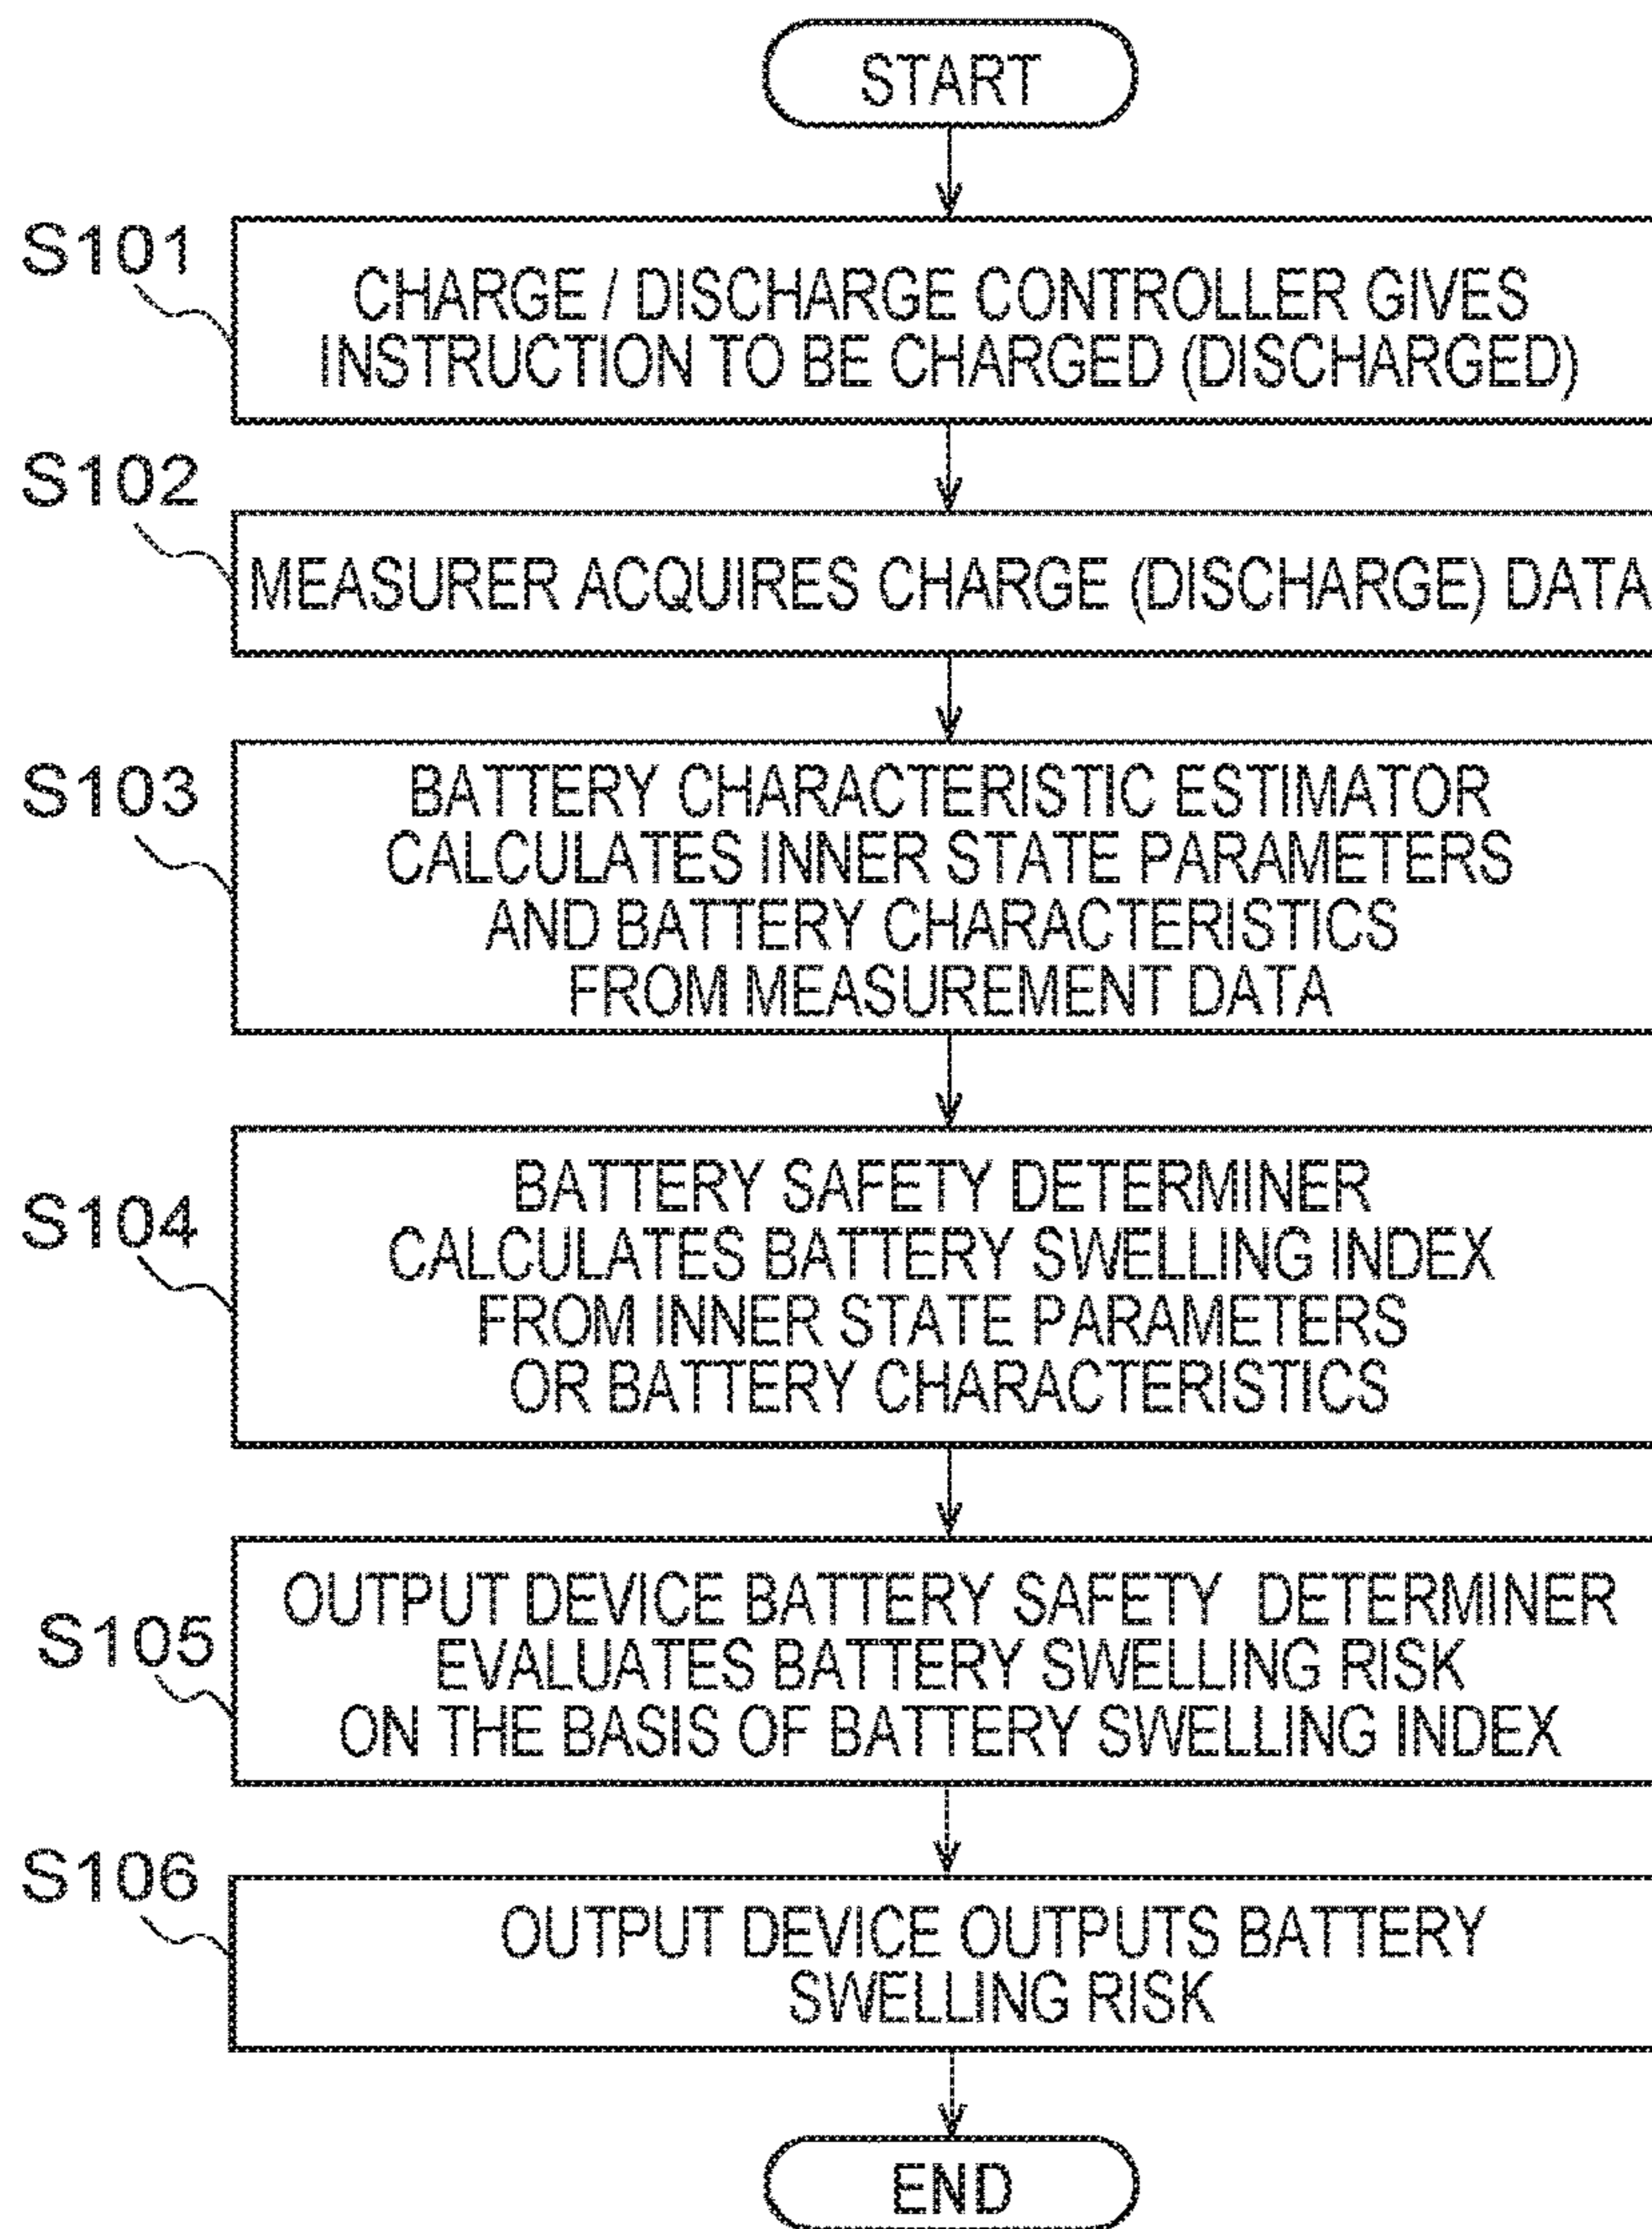 START
S101
CHARGE / DISCHARGE CONTROLLER GIVES
INSTRUCTION TO BE CHARGED (DISCHARGED)
S102
MEASURER ACQUIRES CHARGE (DISCHARGE) DATA
S103
BATTERY CHARACTERISTIC ESTIMATOR
CALCULATES INNER STATE PARAMETERS
AND BATTERY CHARACTERISTICS
FROM MEASUREMENT DATA
S104
BATTERY SAFETY DETERMINER
CALCULATES BATTERY SWELLING INDEX
FROM INNER STATE PARAMETERS
OR BATTERY CHARACTERISTICS
S105
OUTPUT DEVICE BATTERY SAFETY DETERMINER
EVALUATES BATTERY SWELLING RISK
ON THE BASIS OF BATTERY SWELLING INDEX
S106
OUTPUT DEVICE OUTPUTS BATTERY
SWELLING RISK
END